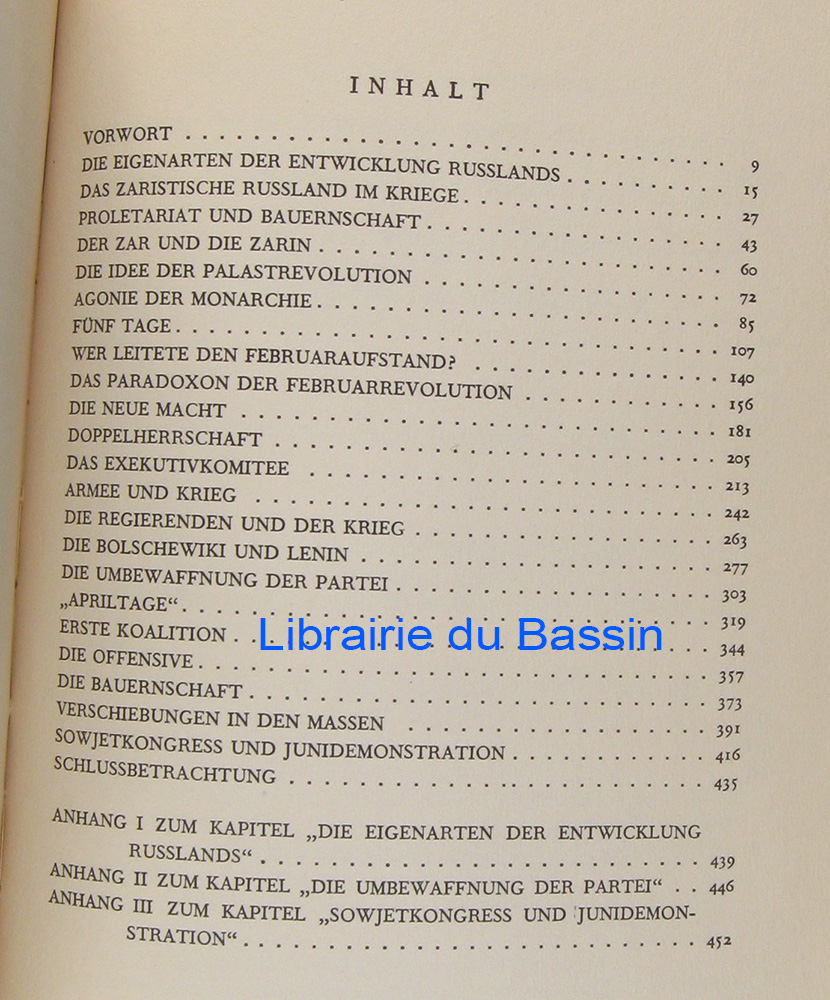 INHALT
VORWORT . . . . . . . . . . . . . . . . . . . . 9
DIE EIGENARTEN DER ENTWICKLUNG RUSSLANDS . . . . . . 15
DAS ZARISTISCHE RUSSLAND IM KRIEGE . . . . . . . . . . 27
PROLETARIAT UND BAUERNSCHAFT . . . . . . . . . . . . 43
DER ZAR UND DIE ZARIN . . . . . . . . . . . . . . . . 60
DIE IDEE DER PALASTREVOLUTION . . . . . . . . . . . . 72
AGONIE DER MONARCHIE . . . . . . . . . . . . . . . . 85
FÜNF TAGE . . . . . . . . . . . . . . . . . . . . 107
WER LEITETE DEN FEBRUARAUFSTAND? . . . . . . . . . . 140
DAS PARADOXON DER FEBRUARREVOLUTION . . . . . . . . 156
DIE NEUE MACHT . . . . . . . . . . . . . . . . . . 181
DOPPELHERRSCHAFT . . . . . . . . . . . . . . . . . 205
DAS EXEKUTIVKOMITEE . . . . . . . . . . . . . . . . 213
ARMEE UND KRIEG . . . . . . . . . . . . . . . . . . 242
DIE REGIERENDEN UND DER KRIEG . . . . . . . . . . . 263
DIE BOLSCHEWIKI UND LENIN . . . . . . . . . . . . . 277
DIE UMBEWAFFNUNG DER PARTEI . . . . . . . . . . . . 303
„APRILTAGE“ . . . . . . . . . . . . . . . . . . . 319
ERSTE KOALITION . . . . . . . . . . . . . . . . . . 344
Librairie du Bassin
DIE OFFENSIVE . . . . . . . . . . . . . . . . . . . 357
DIE BAUERNSCHAFT . . . . . . . . . . . . . . . . . 373
VERSCHIEBUNGEN IN DEN MASSEN . . . . . . . . . . . 391
SOWJETKONGRESS UND JUNIDEMONSTRATION . . . . . . . . 416
SCHLUSSBETRACHTUNG . . . . . . . . . . . . . . . . 435
ANHANG I ZUM KAPITEL „DIE EIGENARTEN DER ENTWICKLUNG
RUSSLANDS“ . . . . . . . . . . . . . . . . . . . . 439
ANHANG II ZUM KAPITEL „DIE UMBEWAFFNUNG DER PARTEI“ . . 446
ANHANG III ZUM KAPITEL „SOWJETKONGRESS UND JUNIDEMON-
STRATION“ . . . . . . . . . . . . . . . . . . . . 452